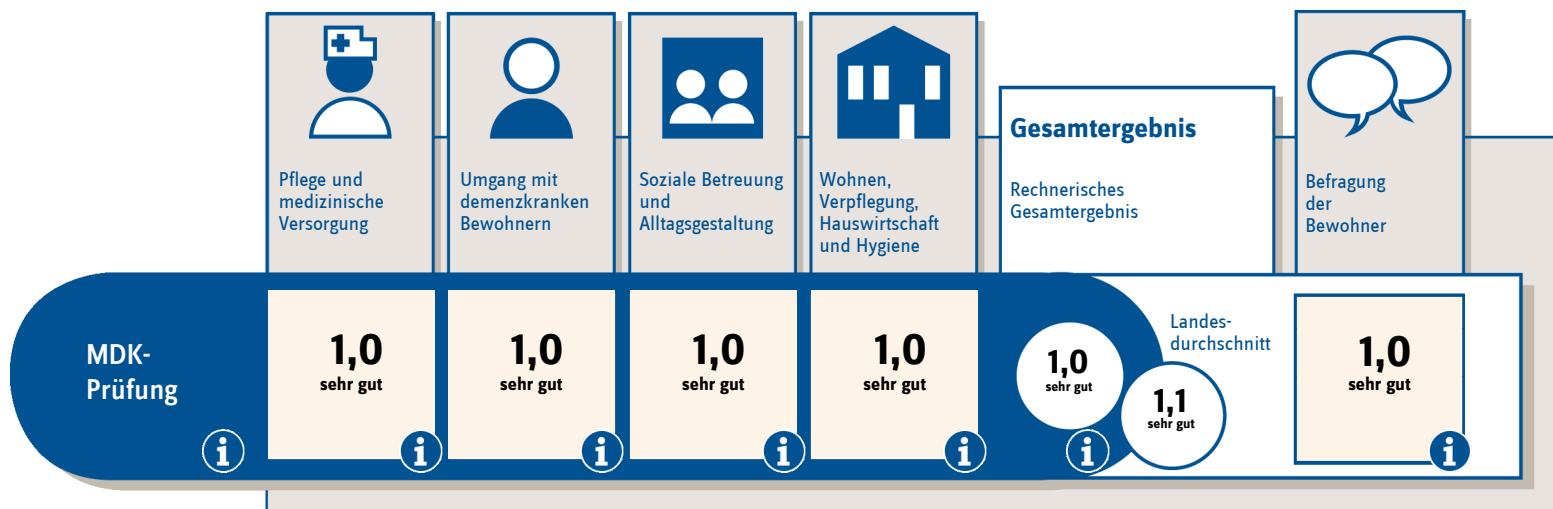 Pflege und
medizinische
Versorgung
Umgang mit
demenzkranken
Bewohnern
Soziale Betreuung
und
Alltagsgestaltung
Wohnen,
Verpflegung,
Hauswirtschaft
und Hygiene
Gesamtergebnis
Rechnerisches
Gesamtergebnis
Befragung
der
Bewohner
MDK-
Prüfung
i
1,0
sehr gut
i
1,0
sehr gut
i
1,0
sehr gut
i
1,0
sehr gut
i
1,0
sehr gut
i
Landes-
durchschnitt
1,1
sehr gut
1,0
sehr gut
i